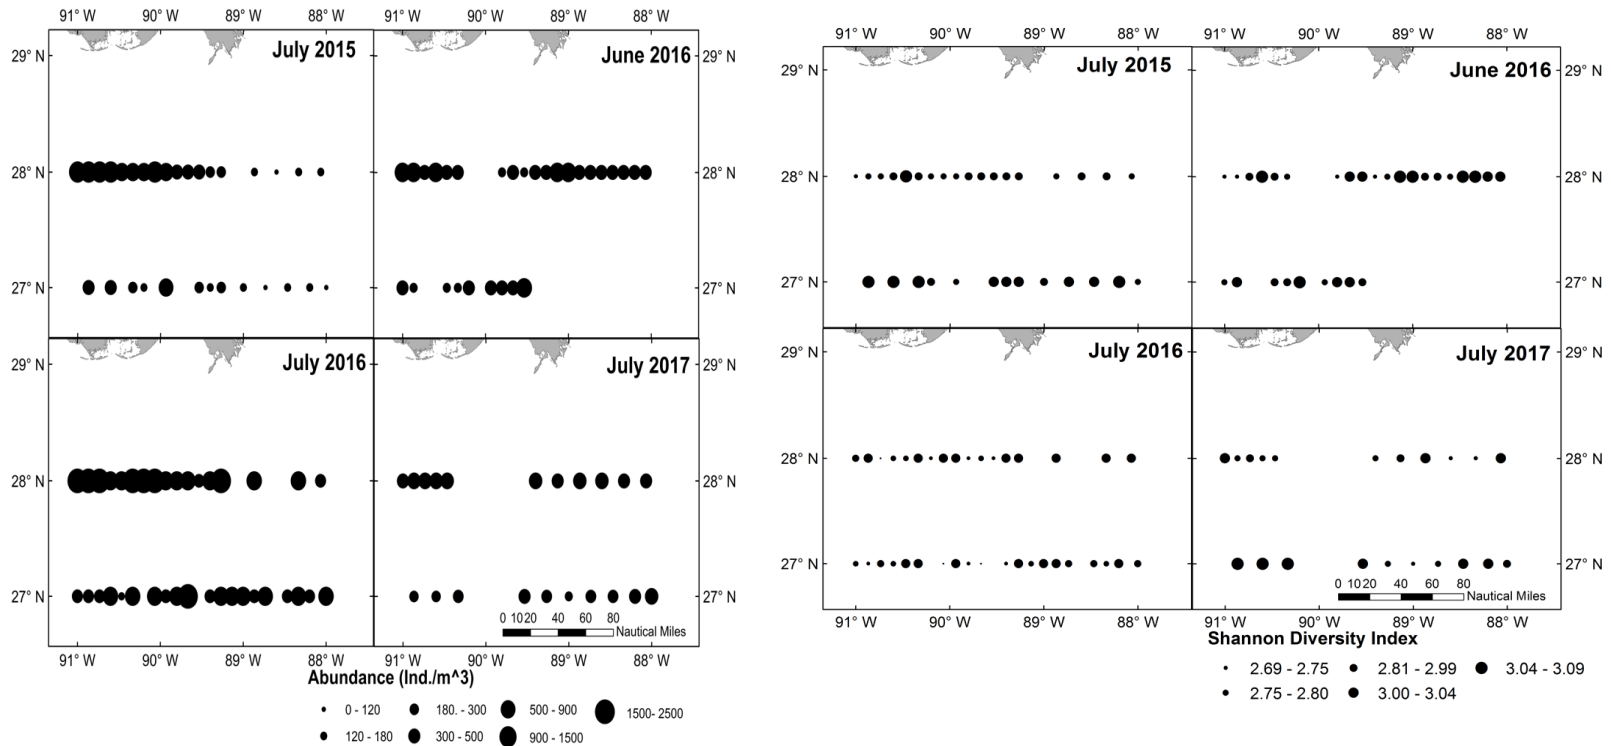 91° W 90° W 89° W 88° W 91° W 90° W 89° W 88° W
29° N July 2015 June 2016 29° N
28° N 28° N
27° N 27° N
29° N July 2016 July 2017 29° N
28° N 28° N
27° N 27° N
0 10 20 40 60 80
Nautical Miles
91° W 90° W 89° W 88° W 91° W 90° W 89° W 88° W
Abundance (Ind./m^3)
0 - 120 180. - 300 500 - 900 1500- 2500
120 - 180 300 - 500 900 - 1500
91° W 90° W 89° W 88° W 91° W 90° W 89° W 88° W
29° N July 2015 June 2016 29° N
28° N 28° N
27° N 27° N
29° N July 2016 July 2017 29° N
28° N 28° N
27° N 27° N
0 10 20 40 60 80
Nautical Miles
91° W 90° W 89° W 88° W 91° W 90° W 89° W 88° W
Shannon Diversity Index
2.69 - 2.75 2.81 - 2.99 3.04 - 3.09
2.75 - 2.80 3.00 - 3.04